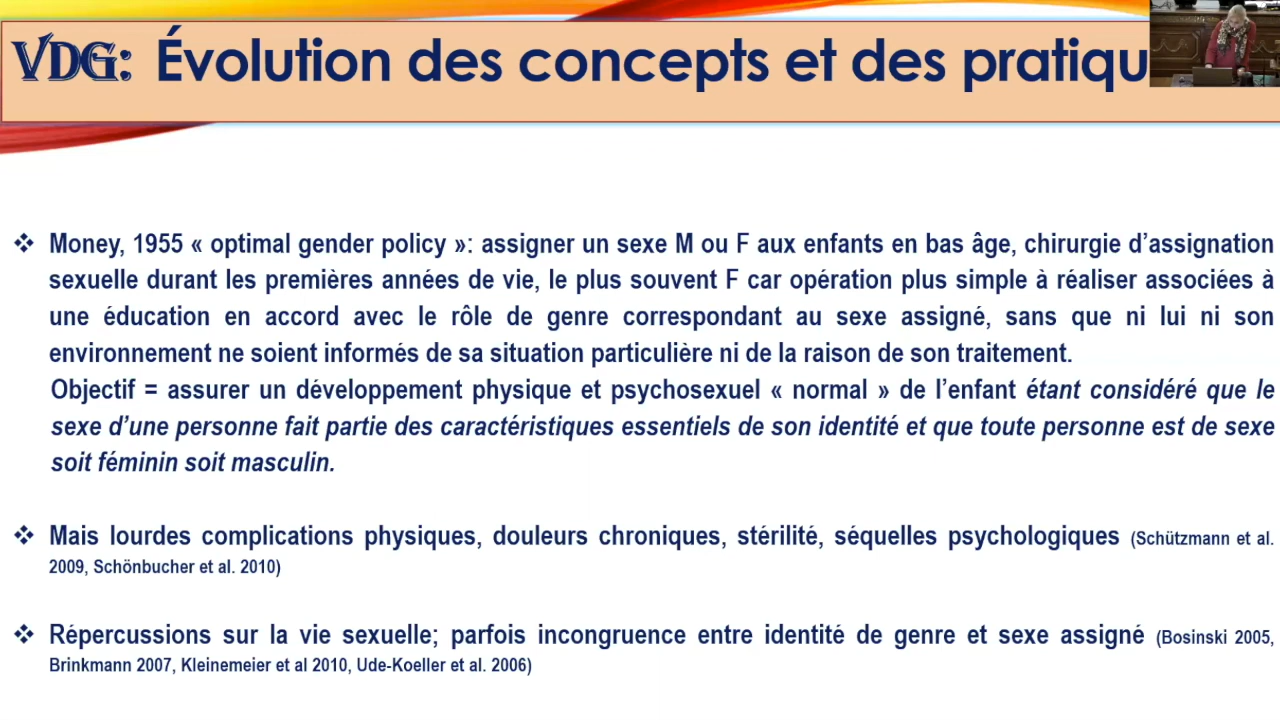 VDG: Évolution des concepts et des pratiqu
❖ Money, 1955 « optimal gender policy »: assigner un sexe M ou F aux enfants en bas âge, chirurgie d’assignation
sexuelle durant les premières années de vie, le plus souvent F car opération plus simple à réaliser associées à
une éducation en accord avec le rôle de genre correspondant au sexe assigné, sans que ni lui ni son
environnement ne soient informés de sa situation particulière ni de la raison de son traitement.
Objectif = assurer un développement physique et psychosexuel « normal » de l’enfant étant considéré que le
sexe d’une personne fait partie des caractéristiques essentiels de son identité et que toute personne est de sexe
soit féminin soit masculin.
❖ Mais lourdes complications physiques, douleurs chroniques, stérilité, séquelles psychologiques (Schützmann et al.
2009, Schönbucher et al. 2010)
❖ Répercussions sur la vie sexuelle; parfois incongruence entre identité de genre et sexe assigné (Bosinski 2005,
Brinkmann 2007, Kleinemeier et al 2010, Ude-Koeller et al. 2006)